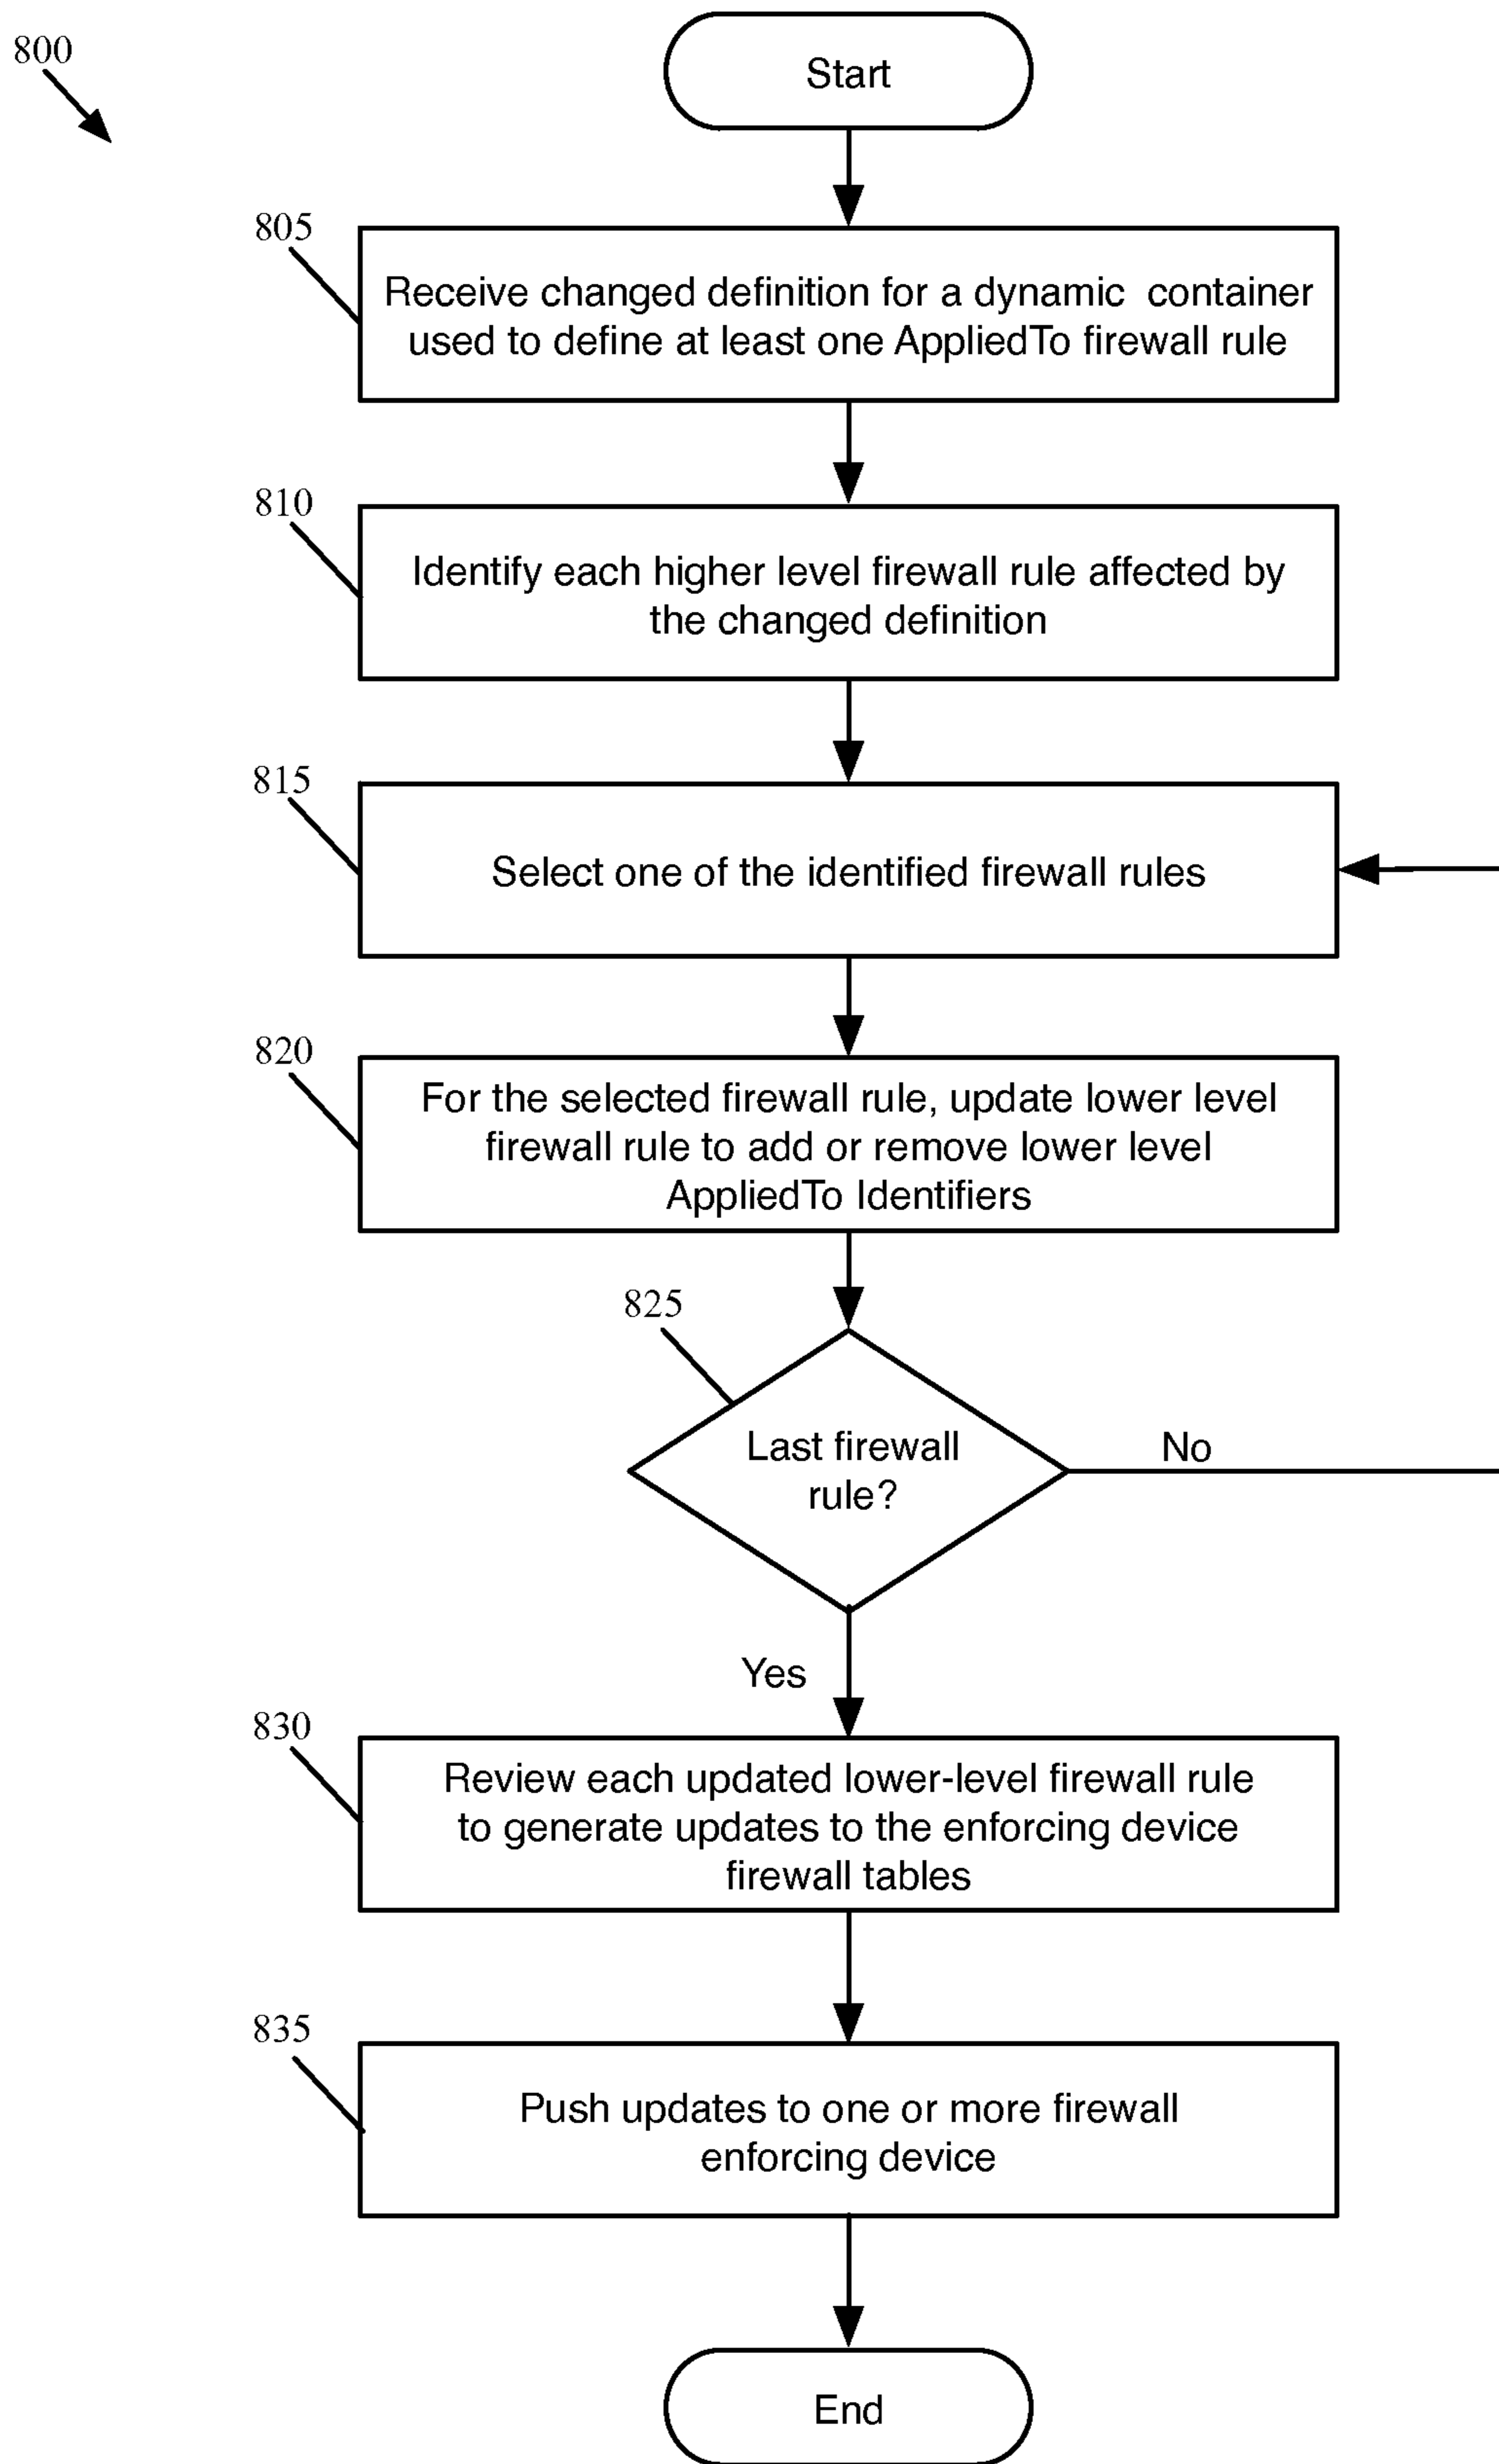 800
Start
805
Receive changed definition for a dynamic container
used to define at least one AppliedTo firewall rule
810
Identify each higher level firewall rule affected by
the changed definition
815
Select one of the identified firewall rules
820
For the selected firewall rule, update lower level
firewall rule to add or remove lower level
AppliedTo Identifiers
825
Last firewall
rule?
No
Yes
830
Review each updated lower-level firewall rule
to generate updates to the enforcing device
firewall tables
835
Push updates to one or more firewall
enforcing device
End